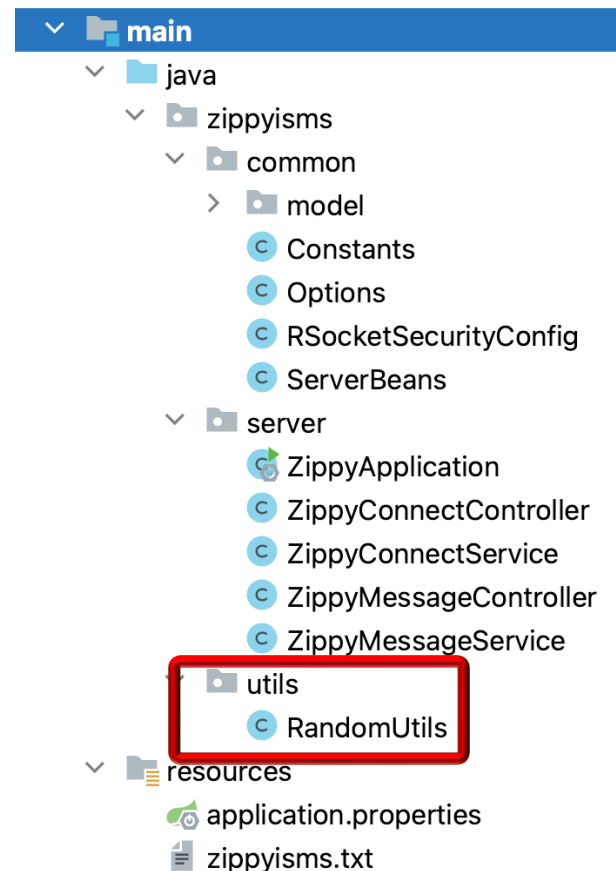 main
java
zippyisms
common
model
Constants
Options
RSocketSecurityConfig
ServerBeans
server
ZippyApplication
ZippyConnectController
ZippyConnectService
ZippyMessageController
ZippyMessageService
utils
RandomUtils
resources
application.properties
zippyisms.txt